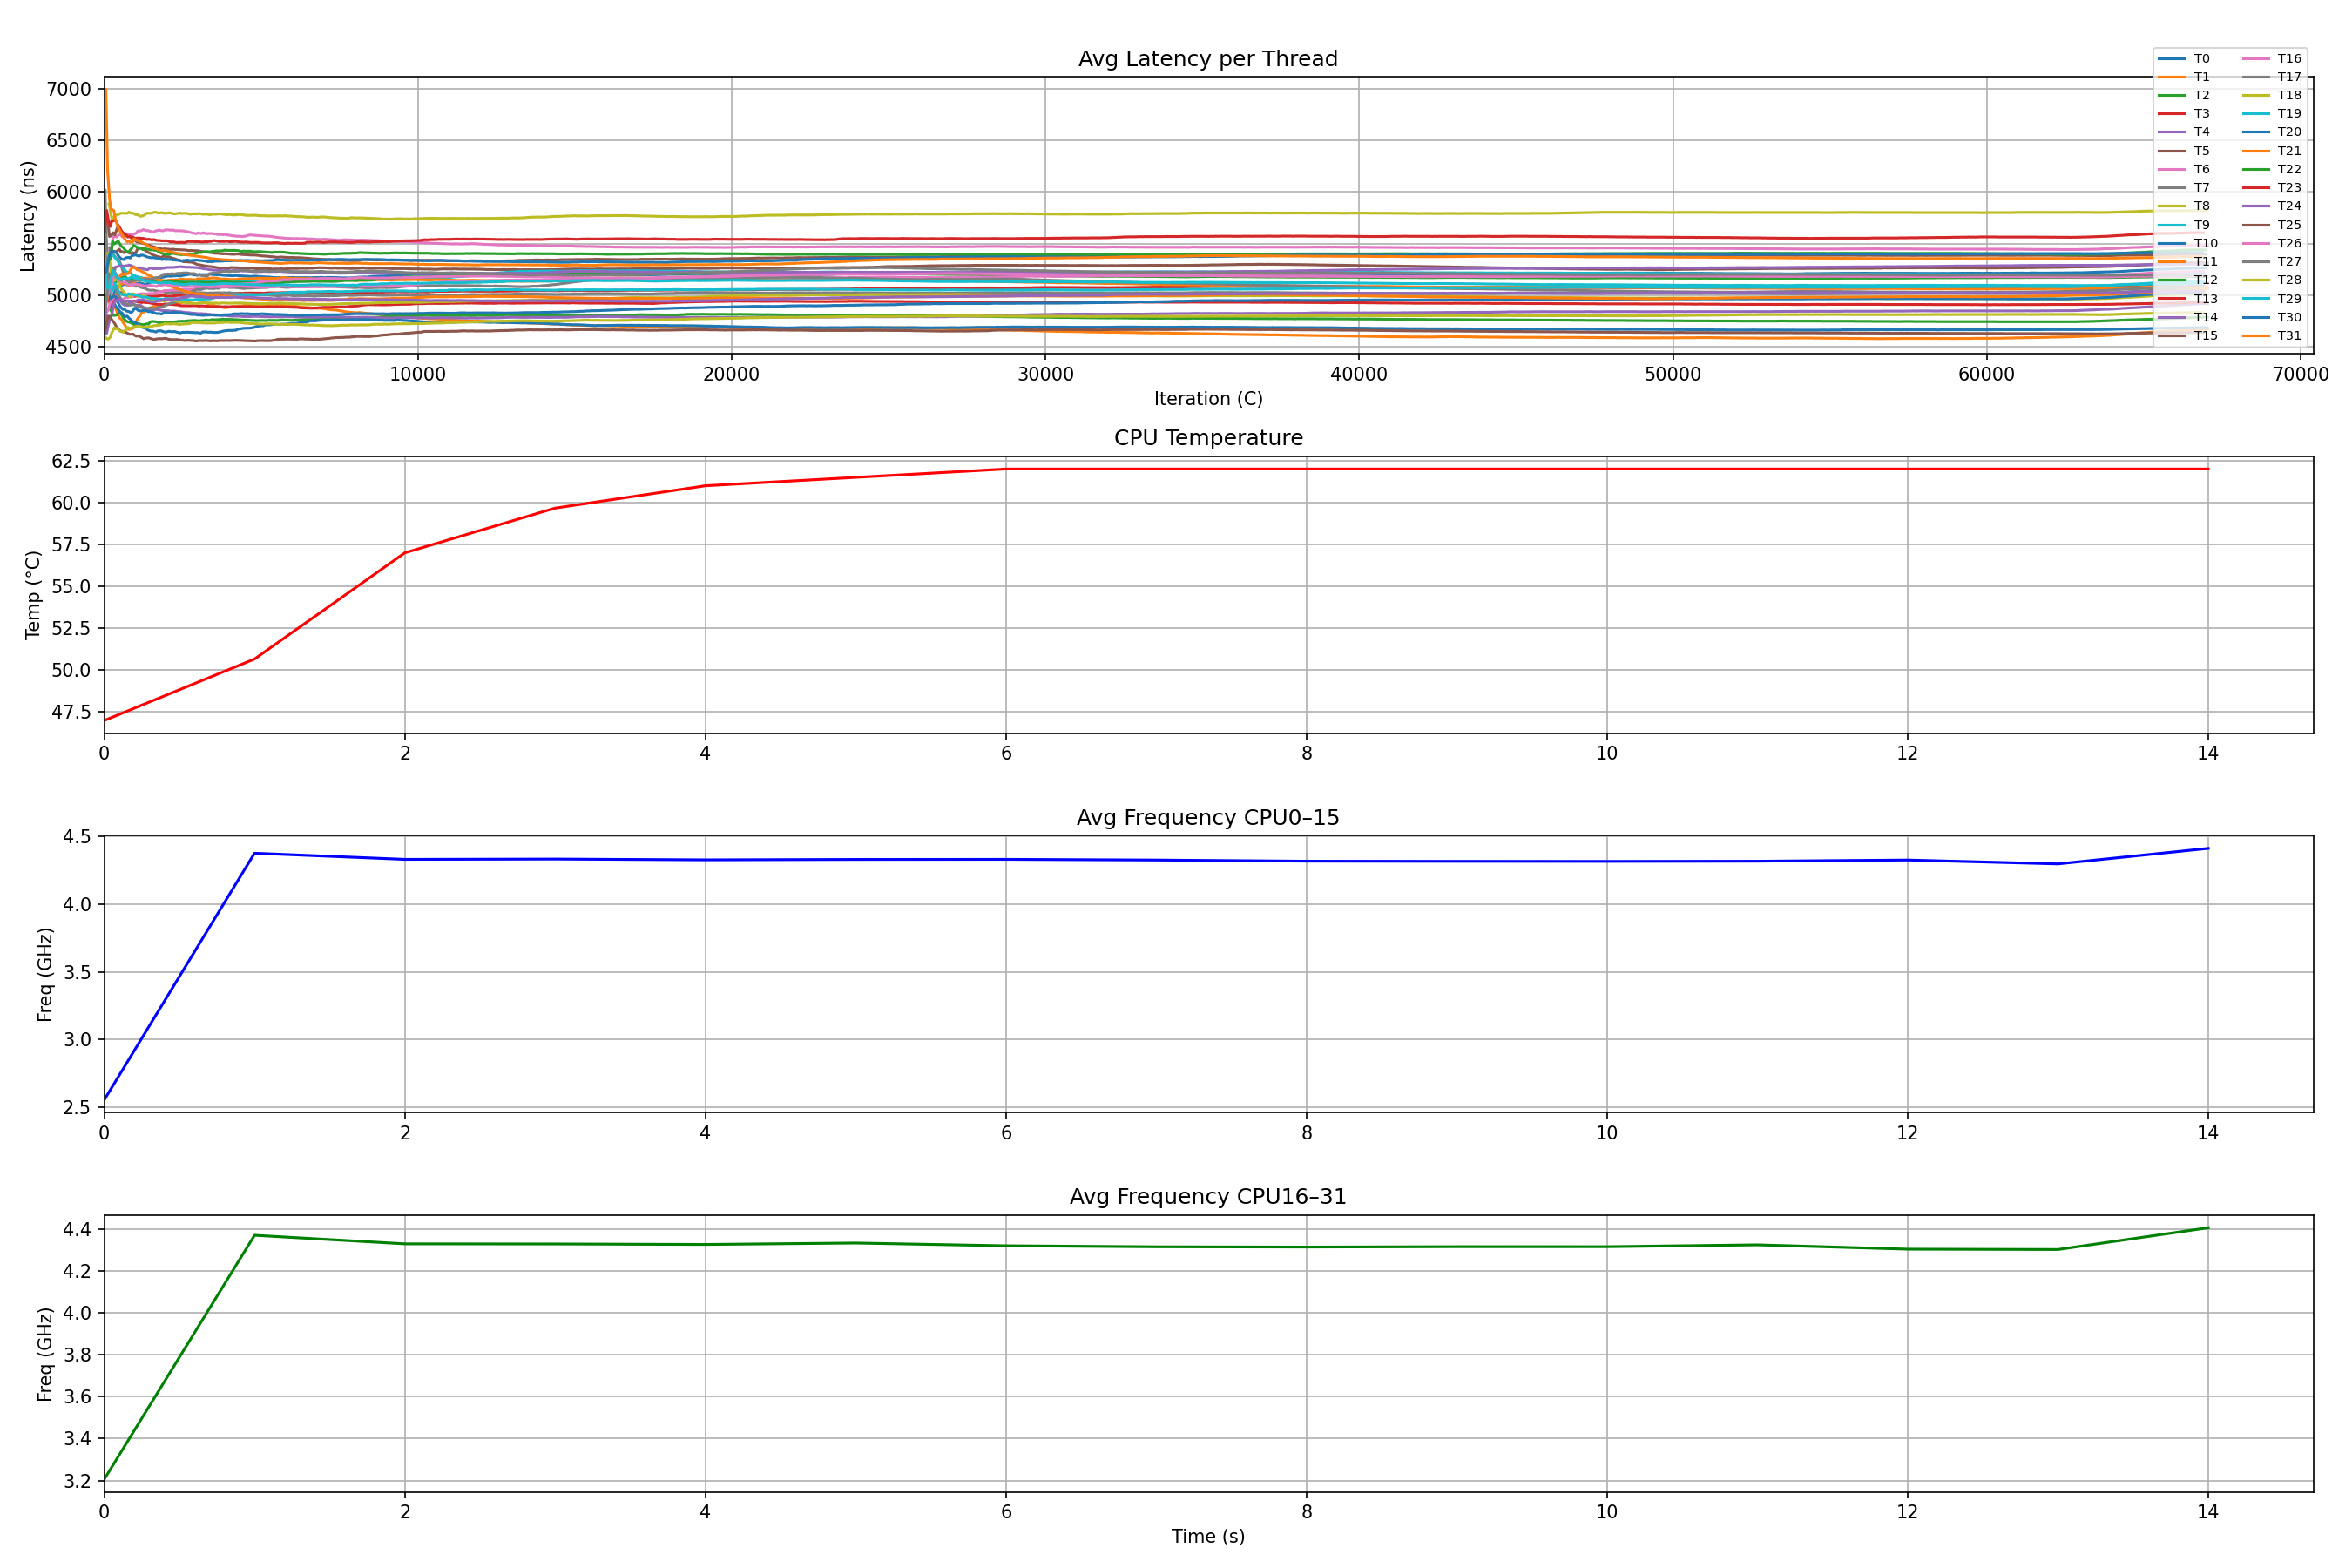 Avg Latency per Thread
T0 T16
T1 T17
T2 T18
T3 T19
T4 T20
T5 T21
T6 T22
T7 T23
T8 T24
T9 T25
T10 T26
T11 T27
T12 T28
T13 T29
T14 T30
T15 T31
Latency (ns)
7000
6500
6000
5500
5000
4500
0 10000 20000 30000 40000 50000 60000 70000
Iteration (C)
CPU Temperature
Temp (°C)
62.5
60.0
57.5
55.0
52.5
50.0
47.5
0 2 4 6 8 10 12 14
Avg Frequency CPU0–15
Freq (GHz)
4.5
4.0
3.5
3.0
2.5
0 2 4 6 8 10 12 14
Avg Frequency CPU16–31
Freq (GHz)
4.4
4.2
4.0
3.8
3.6
3.4
3.2
0 2 4 6 8 10 12 14
Time (s)